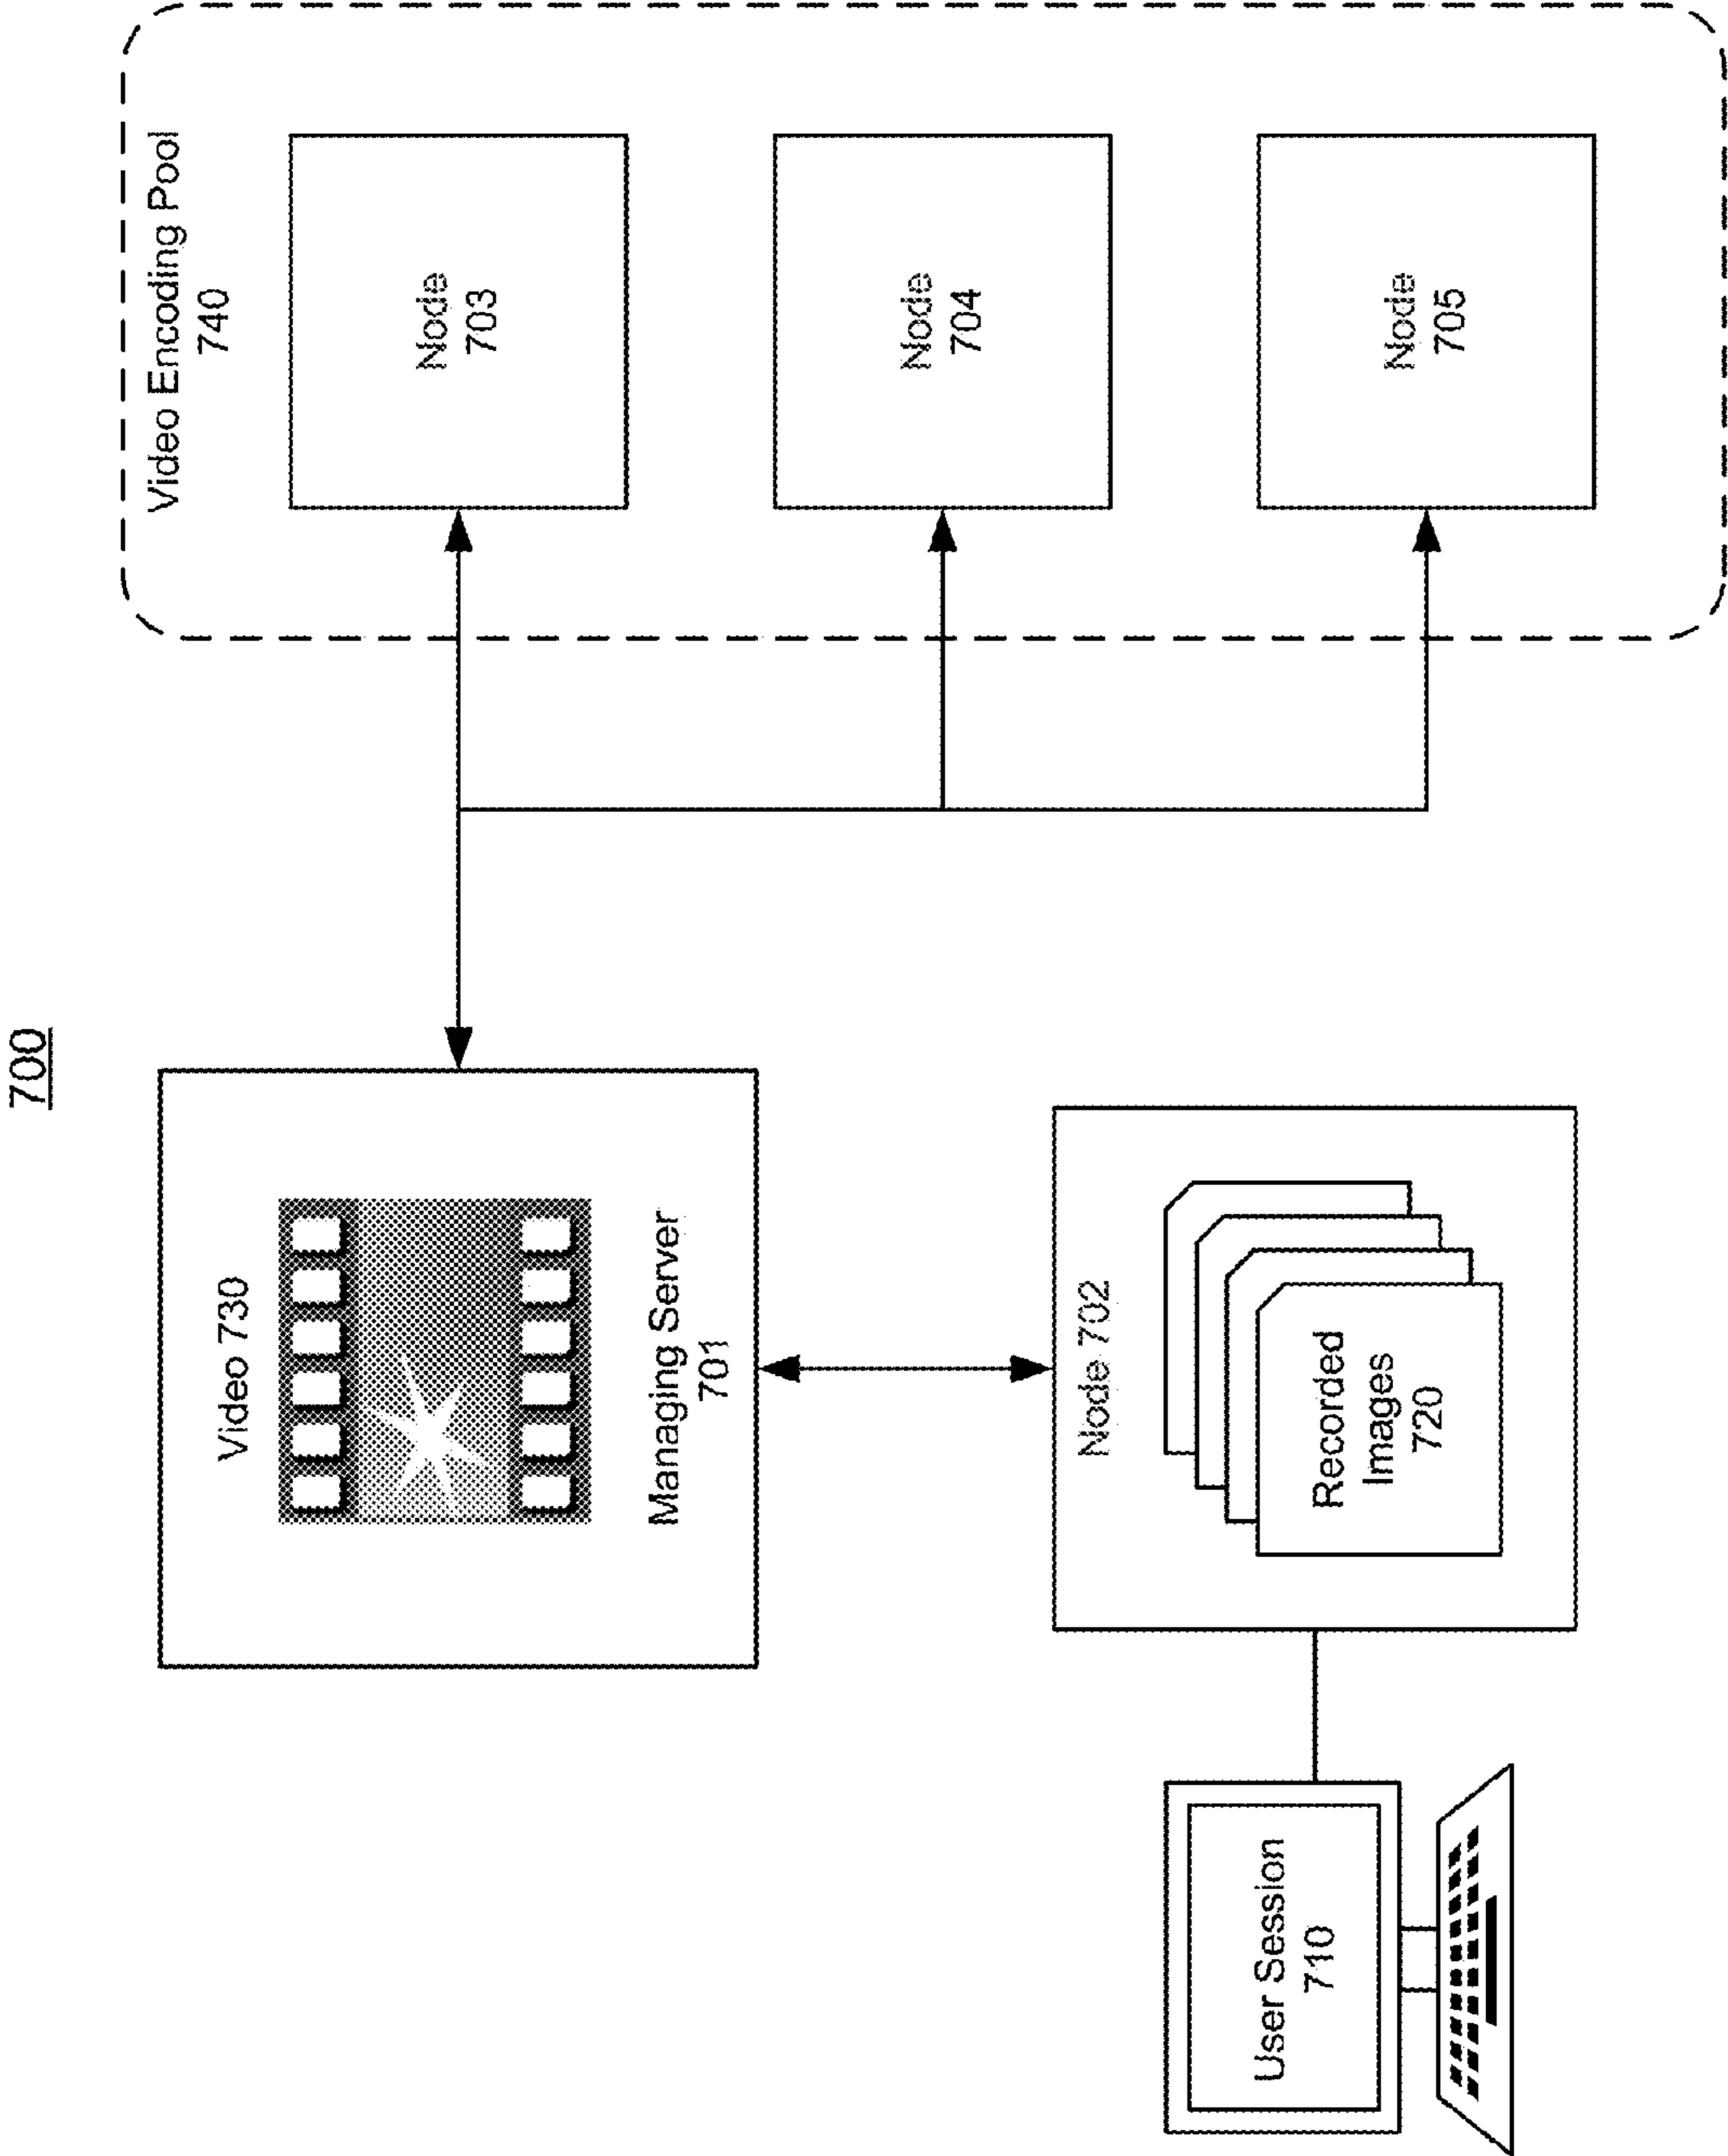 700
Video 730
Managing Server
701
Video Encoding Pool
740
Node
703
Node
704
Node
705
User Session
710
Node 702
Recorded
Images
720